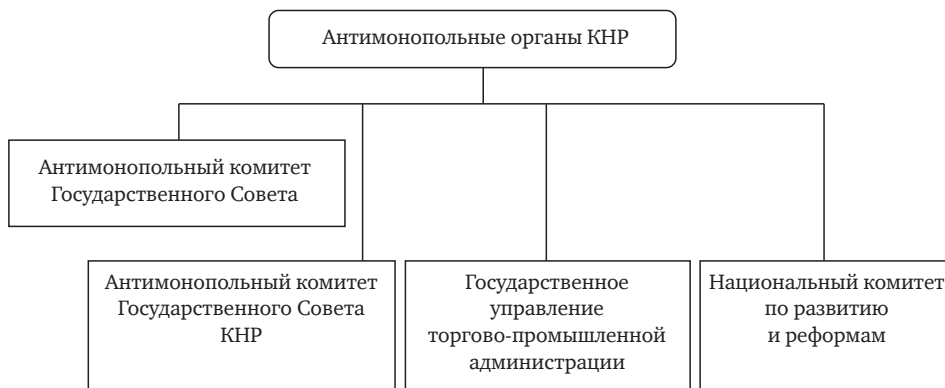 Антимонопольные органы КНР
Антимонопольный комитет
Государственного Совета
Антимонопольный комитет
Государственного Совета
КНР
Государственное
управление
торгово-промышленной
администрации
Национальный комитет
по развитию
и реформам